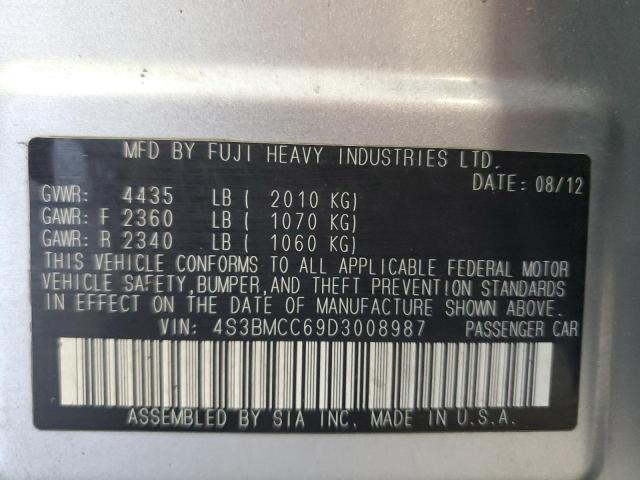 MFD BY FUJI HEAVY INDUSTRIES LTD.
DATE: 08/12
GVWR: 4435 LB ( 2010 KG)
GAWR: F 2360 LB ( 1070 KG)
GAWR: R 2340 LB ( 1060 KG)
THIS VEHICLE CONFORMS TO ALL APPLICABLE FEDERAL MOTOR
VEHICLE SAFETY,BUMPER,AND THEFT PREVENTION STANDARDS
IN EFFECT ON THE DATE OF MANUFACTURE SHOWN ABOVE.
VIN: 4S3BMCC69D3008987 PASSENGER CAR
ASSEMBLED BY SIA INC. MADE IN U.S.A.